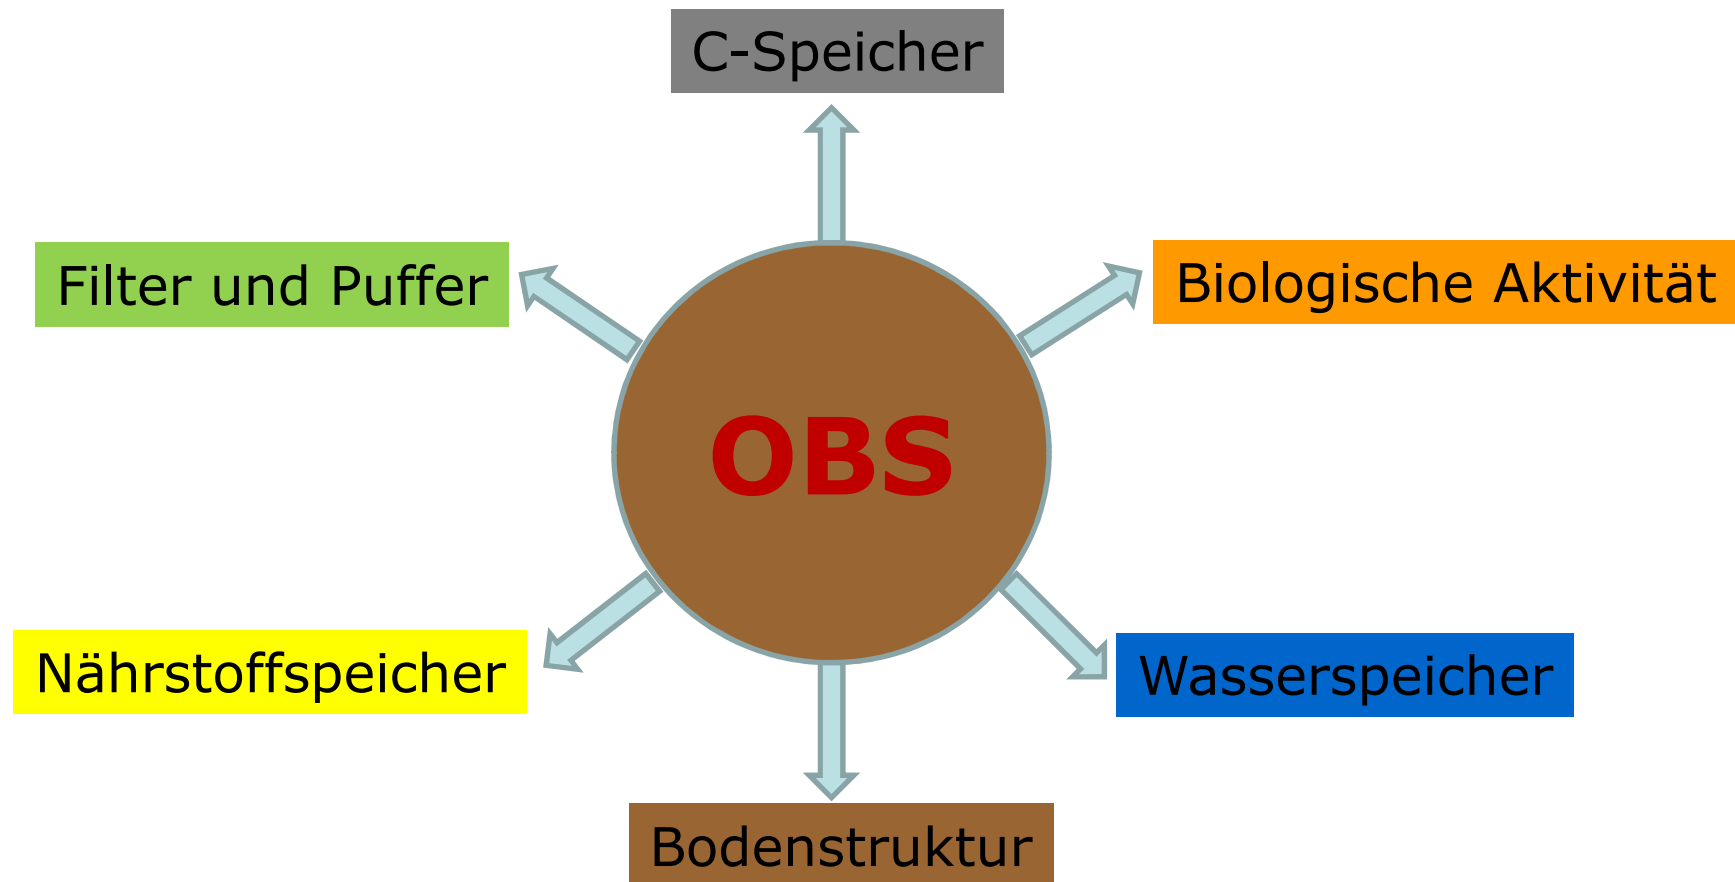 C-Speicher
Filter und Puffer
Biologische Aktivität
OBS
Nährstoffspeicher
Wasserspeicher
Bodenstruktur